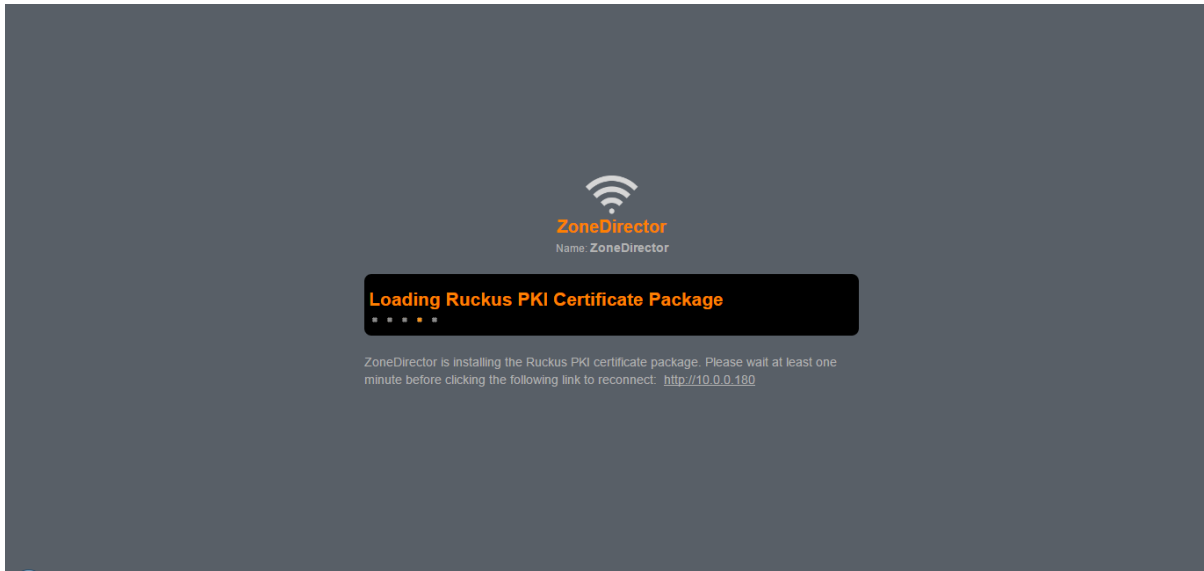 ZoneDirector
Name: ZoneDirector
Loading Ruckus PKI Certificate Package
ZoneDirector is installing the Ruckus PKI certificate package. Please wait at least one
minute before clicking the following link to reconnect: http://10.0.0.180